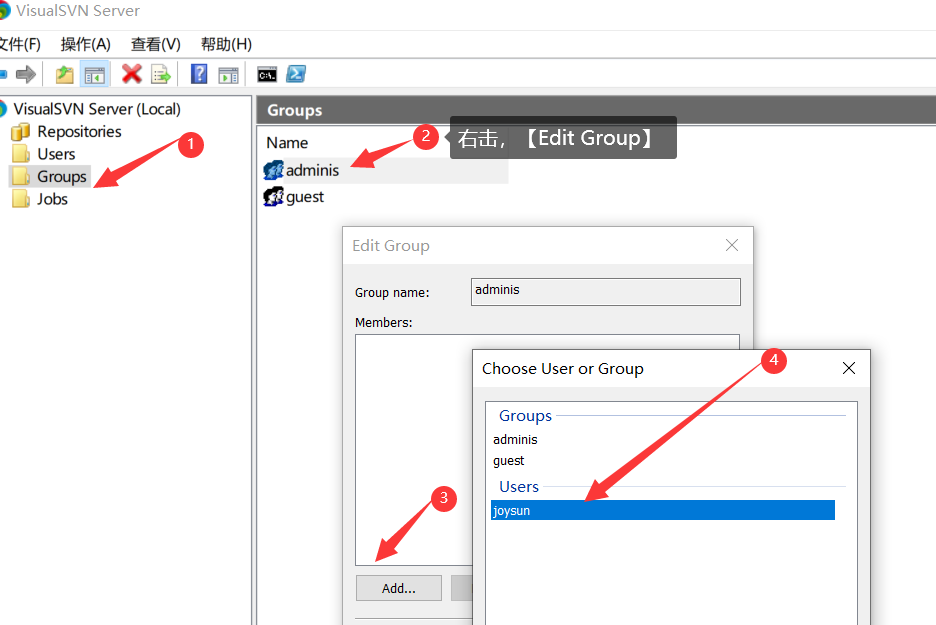 VisualSVN Server
文件(F) 操作(A) 查看(V) 帮助(H)
VisualSVN Server (Local)
Repositories
Users
Groups
Jobs
1
Groups
Name
adminis
guest
2
右击，【Edit Group】
Edit Group
Group name:
adminis
Members:
3
Add...
Choose User or Group
4
Groups
adminis
guest
Users
joysun